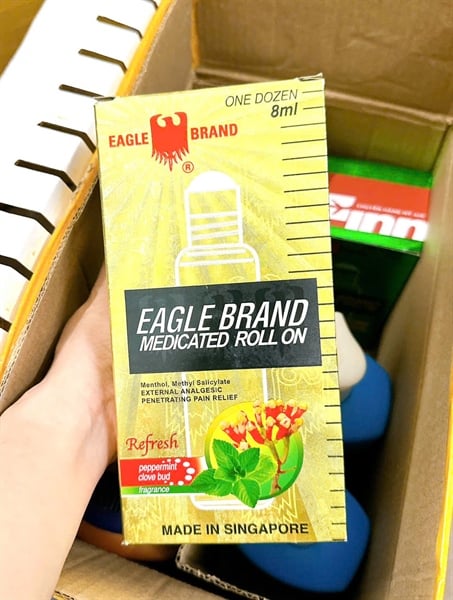 ONE DOZEN
8ml
EAGLE BRAND
®
EAGLE BRAND
MEDICATED ROLL ON
Menthol, Methyl Salicylate
EXTERNAL ANALGESIC
PENETRATING PAIN RELIEF
Refresh
peppermint
clove bud
fragrance
MADE IN SINGAPORE